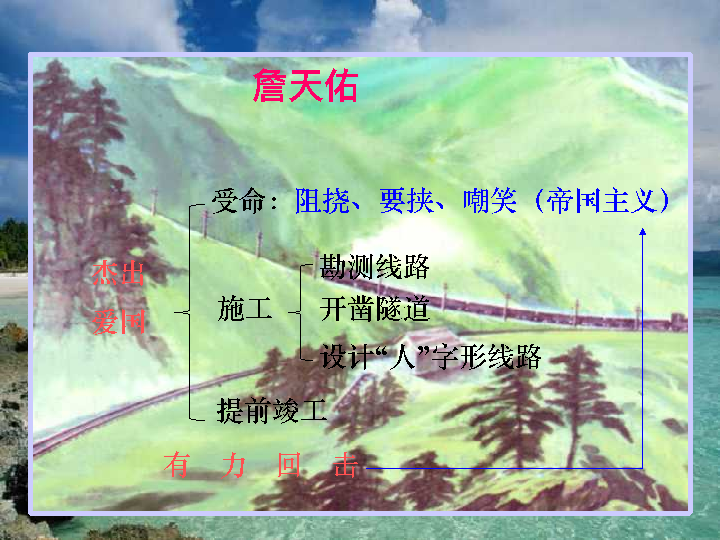 詹天佑
受命：阻挠、要挟、嘲笑（帝国主义）
杰出
爱国
施工
勘测线路
开凿隧道
设计“人”字形线路
提前竣工
有 力 回 击